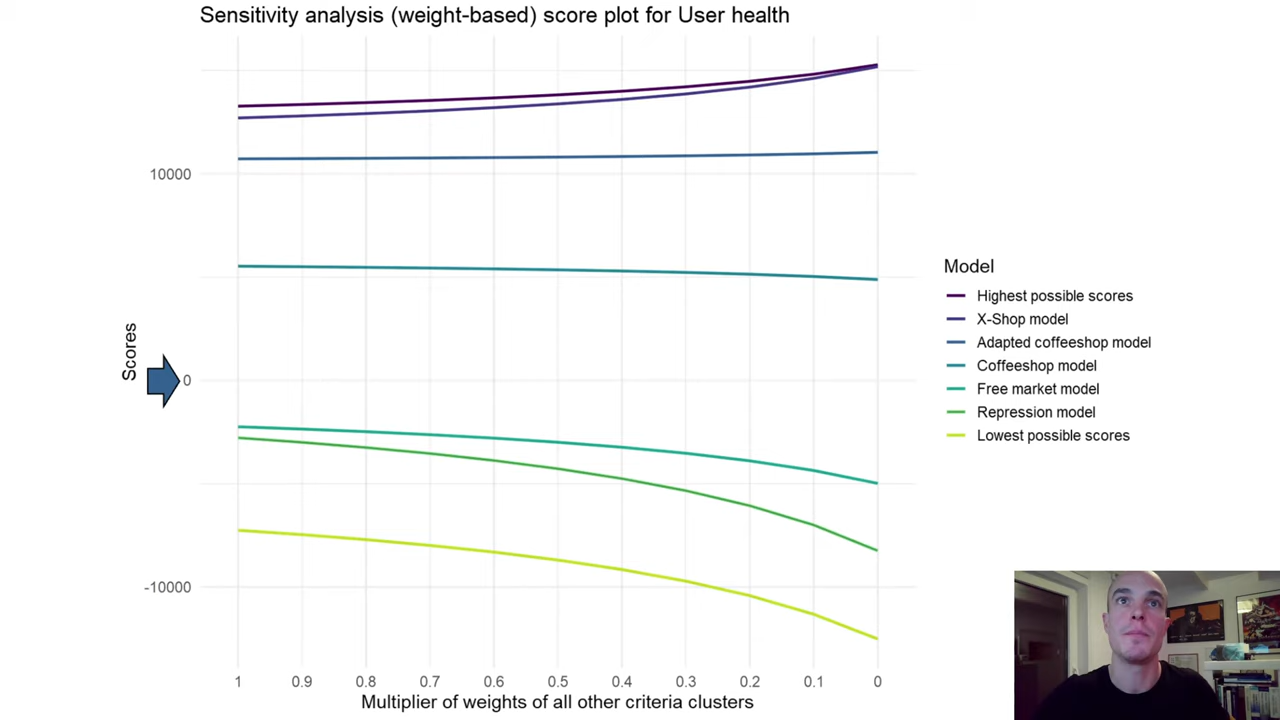 Sensitivity analysis (weight-based) score plot for User health
10000
0
-10000
Scores
1 0.9 0.8 0.7 0.6 0.5 0.4 0.3 0.2 0.1 0
Multiplier of weights of all other criteria clusters
Model
Highest possible scores
X-Shop model
Adapted coffeeshop model
Coffeeshop model
Free market model
Repression model
Lowest possible scores